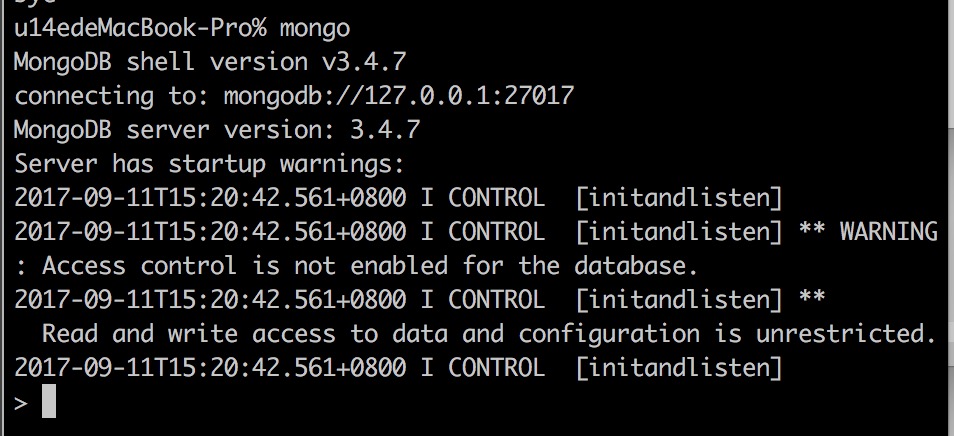 u14edeMacBook-Pro% mongo
MongoDB shell version v3.4.7
connecting to: mongodb://127.0.0.1:27017
MongoDB server version: 3.4.7
Server has startup warnings:
2017-09-11T15:20:42.561+0800 I CONTROL  [initandlisten]
2017-09-11T15:20:42.561+0800 I CONTROL  [initandlisten] ** WARNING
: Access control is not enabled for the database.
2017-09-11T15:20:42.561+0800 I CONTROL  [initandlisten] **
  Read and write access to data and configuration is unrestricted.
2017-09-11T15:20:42.561+0800 I CONTROL  [initandlisten]
>